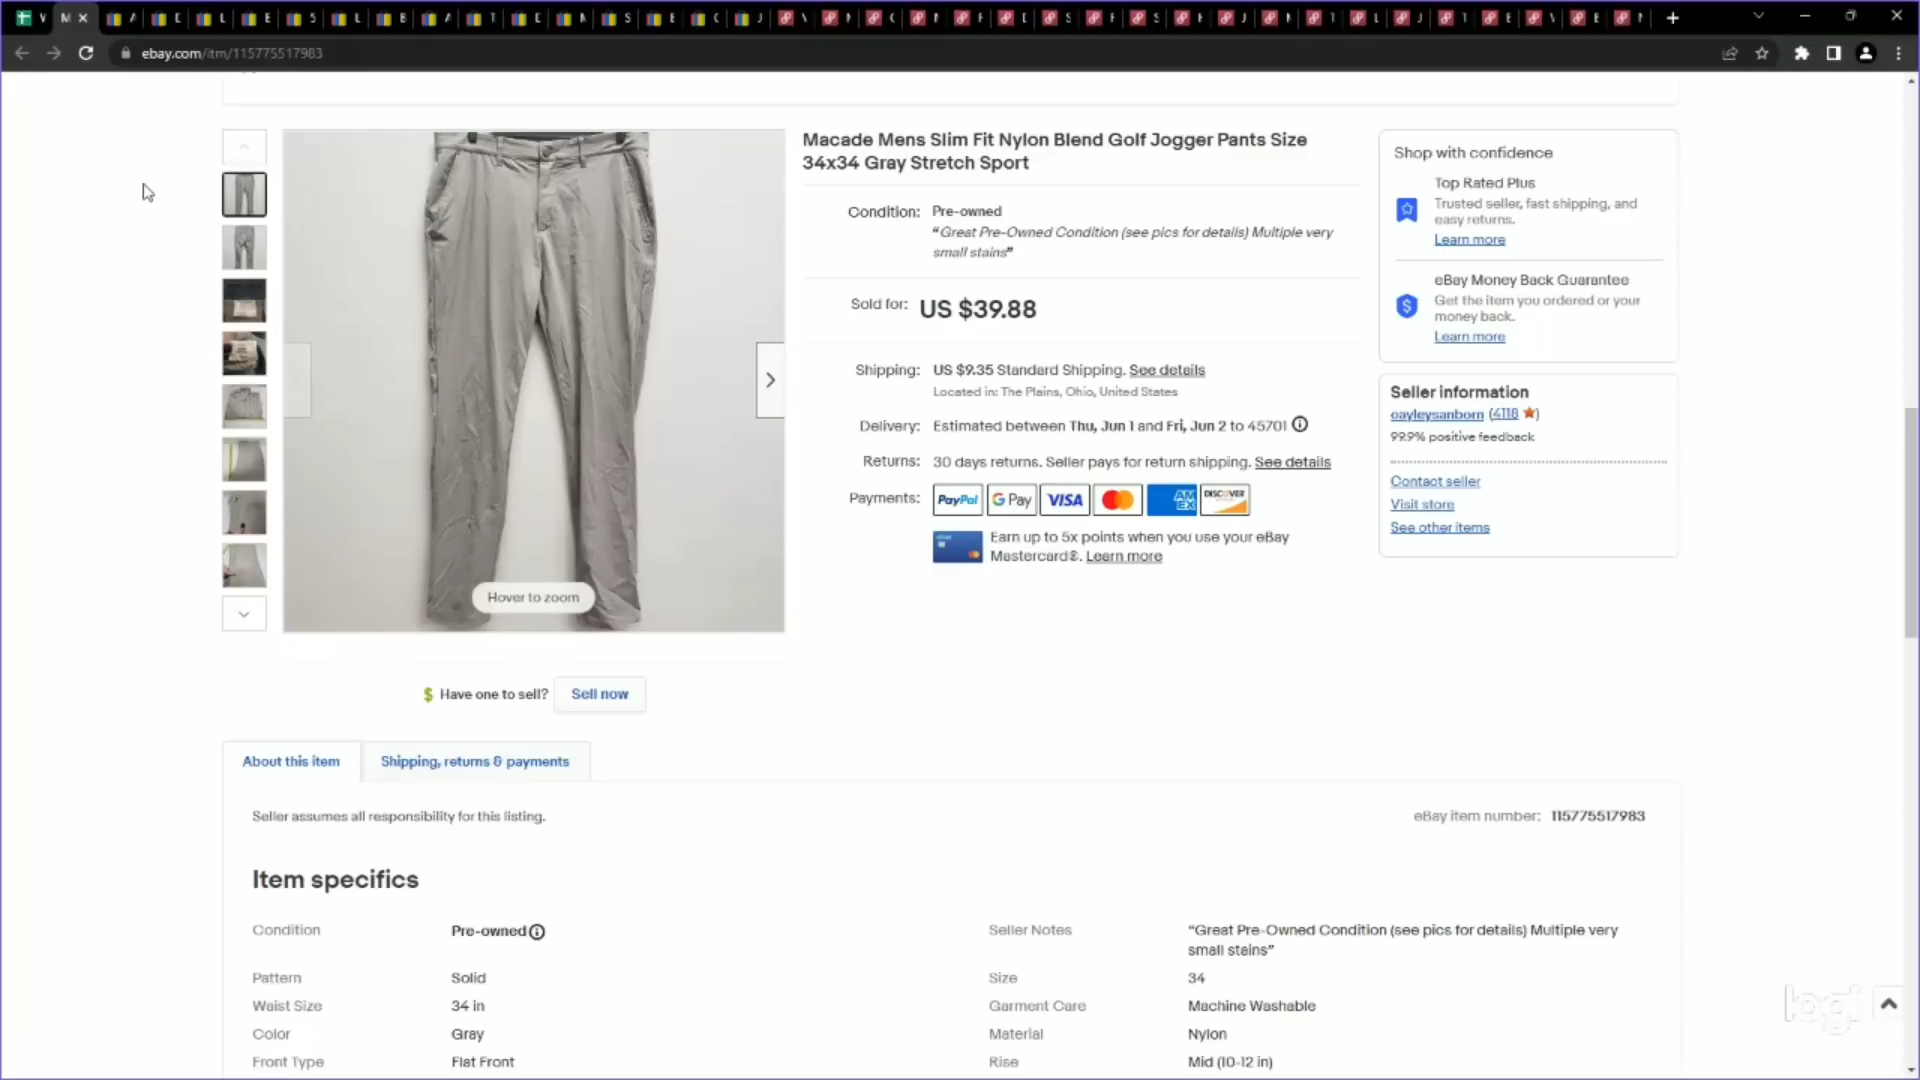 ebay.com/itm/115775517983
Macade Mens Slim Fit Nylon Blend Golf Jogger Pants Size
34x34 Gray Stretch Sport
Condition: Pre-owned
"Great Pre-Owned Condition (see pics for details) Multiple very
small stains"
Sold for: US $39.88
Shipping: US $9.35 Standard Shipping. See details
Located in: The Plains, Ohio, United States
Delivery: Estimated between Thu, Jun 1 and Fri, Jun 2 to 45701
Returns: 30 days returns. Seller pays for return shipping. See details
Payments: PayPal G Pay VISA AM EX DISCOVER
Earn up to 5x points when you use your eBay
Mastercard®. Learn more
Shop with confidence
Top Rated Plus
Trusted seller, fast shipping, and
easy returns.
Learn more
eBay Money Back Guarantee
Get the item you ordered or your
money back.
Learn more
Seller information
cayleysanborn (4118)
99.9% positive feedback
Contact seller
Visit store
See other items
Hover to zoom
$ Have one to sell? Sell now
About this item
Shipping, returns & payments
Seller assumes all responsibility for this listing.
eBay item number: 115775517983
Item specifics
Condition Pre-owned
Seller Notes "Great Pre-Owned Condition (see pics for details) Multiple very
small stains"
Pattern Solid
Size 34
Waist Size 34 in
Garment Care Machine Washable
Color Gray
Material Nylon
Front Type Flat Front
Rise Mid (10-12 in)
logi